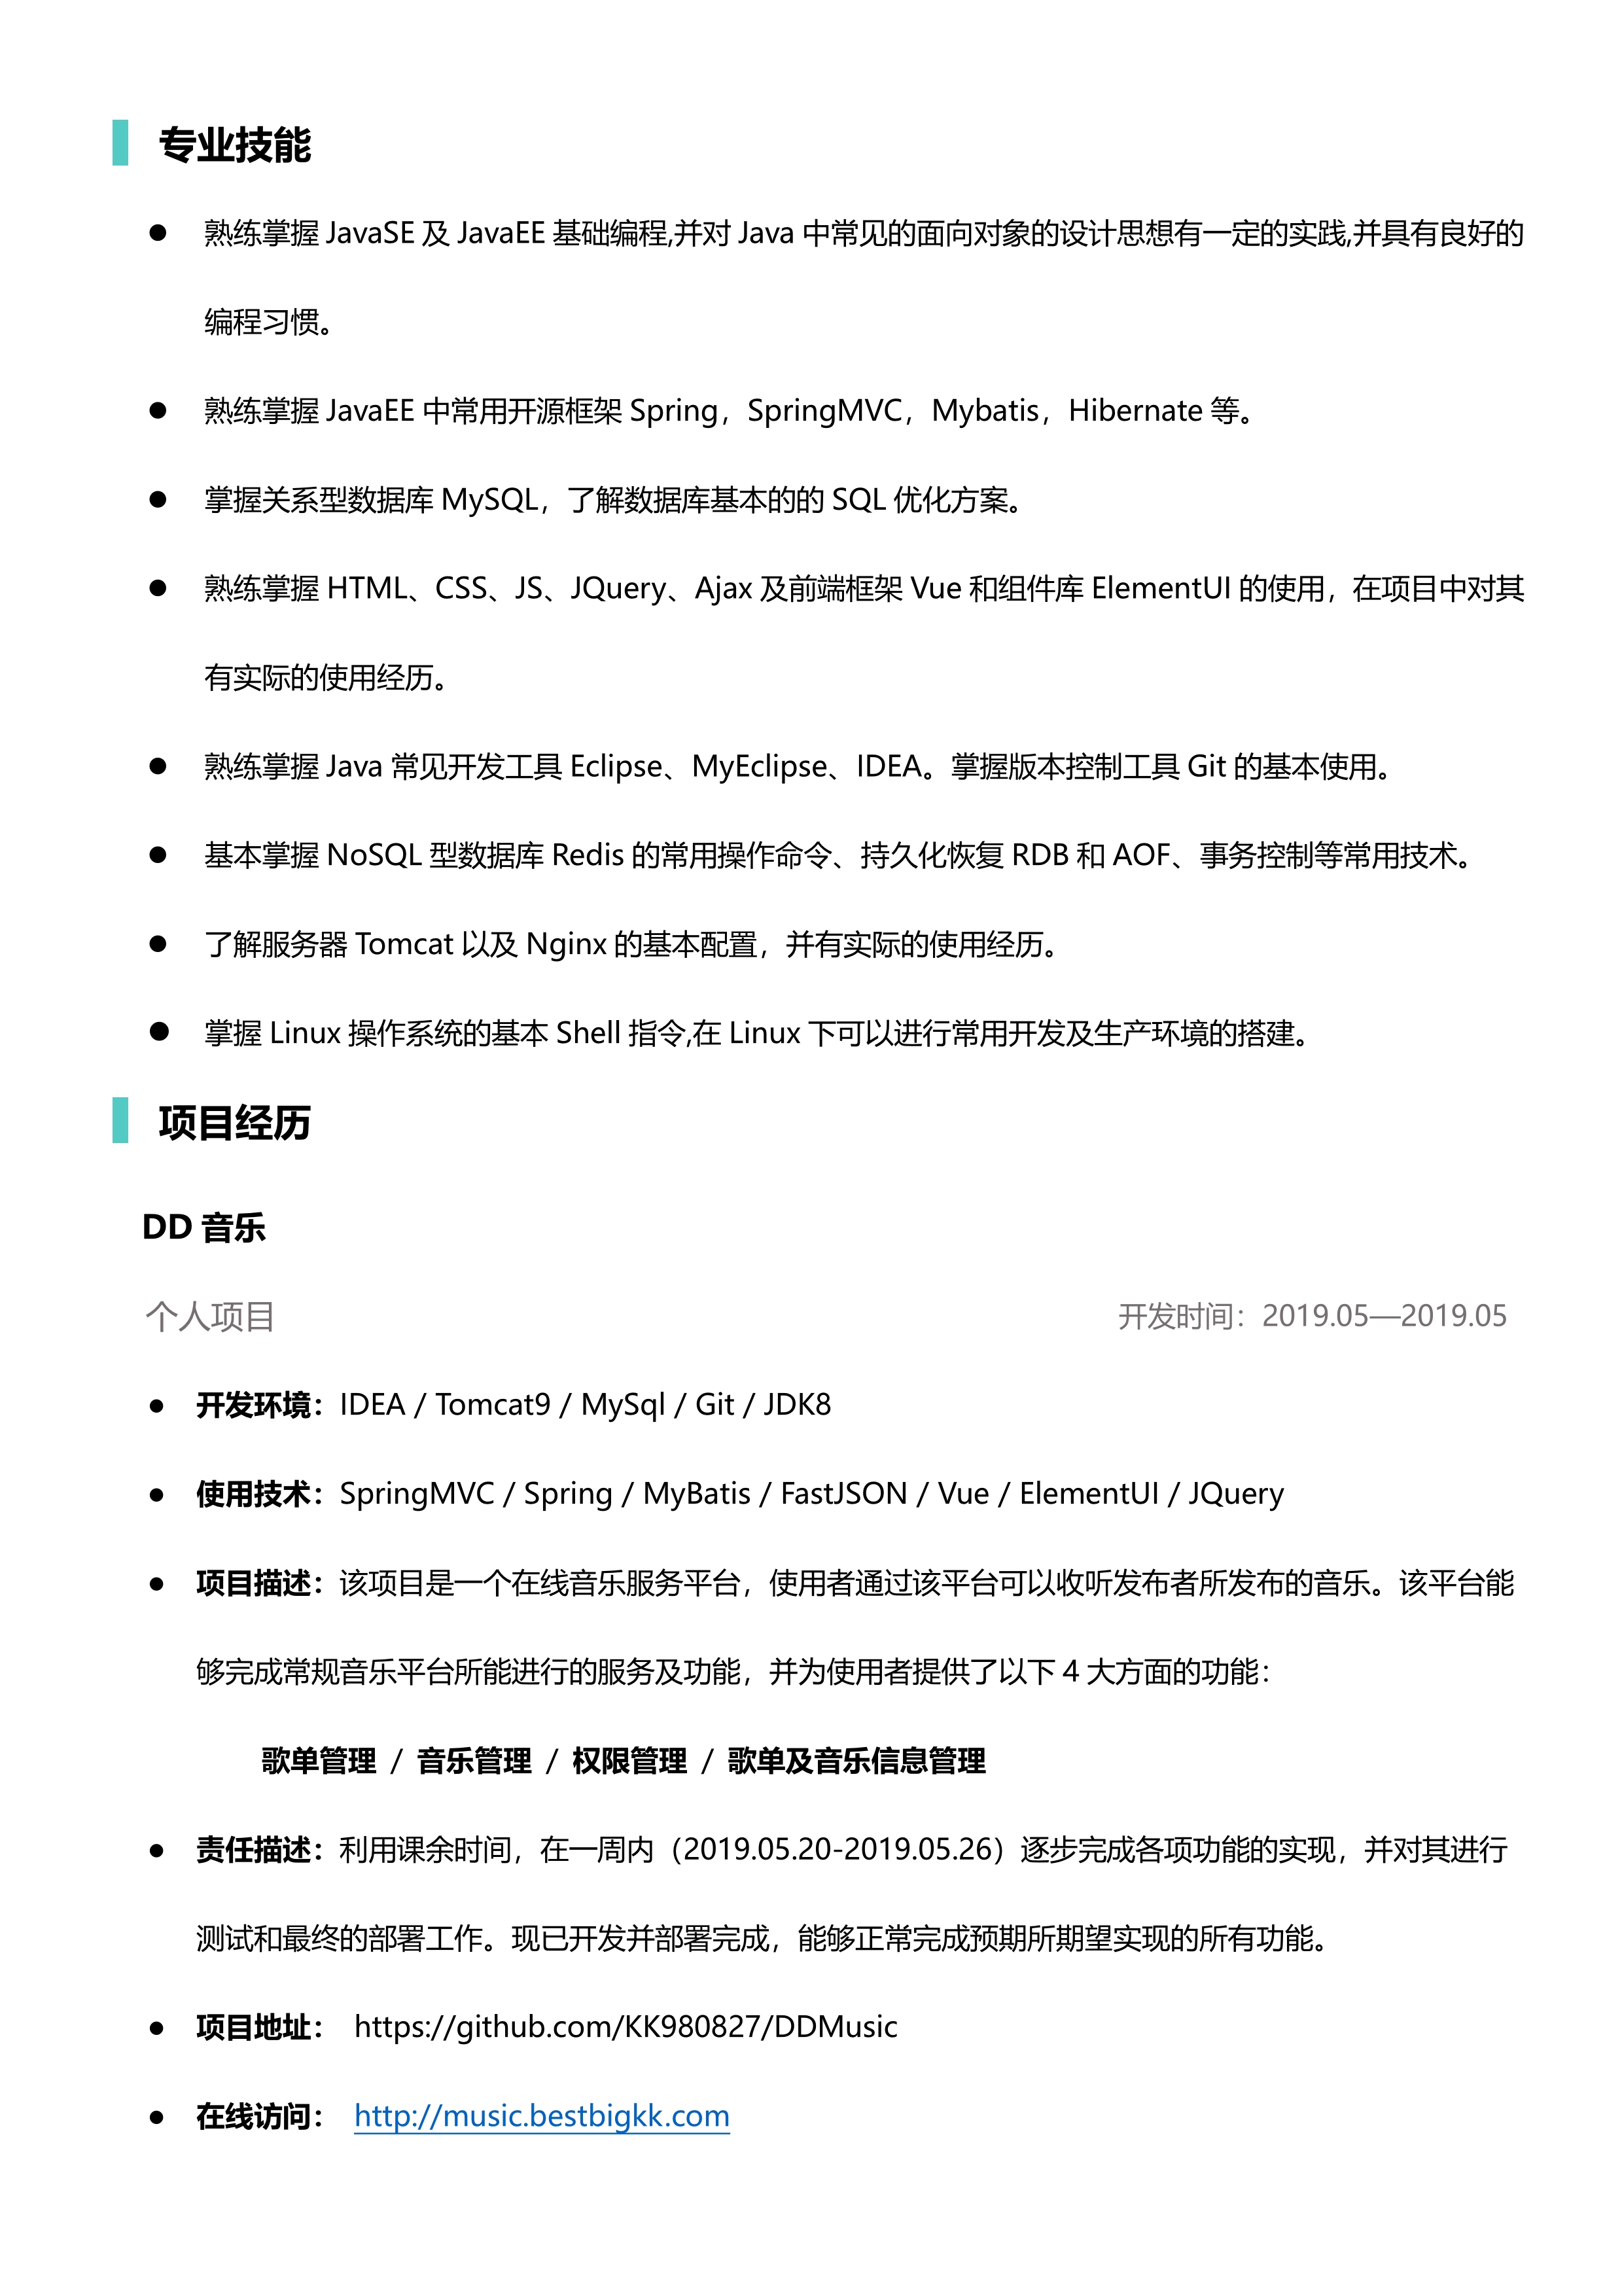 专业技能
● 熟练掌握 JavaSE 及 JavaEE 基础编程,并对 Java 中常见的面向对象的设计思想有一定的实践,并具有良好的
编程习惯。
● 熟练掌握 JavaEE 中常用开源框架 Spring，SpringMVC，Mybatis，Hibernate 等。
● 掌握关系型数据库 MySQL，了解数据库基本的的 SQL 优化方案。
● 熟练掌握 HTML、CSS、JS、JQuery、Ajax 及前端框架 Vue 和组件库 ElementUI 的使用，在项目中对其
有实际的使用经历。
● 熟练掌握 Java 常见开发工具 Eclipse、MyEclipse、IDEA。掌握版本控制工具 Git 的基本使用。
● 基本掌握 NoSQL 型数据库 Redis 的常用操作命令、持久化恢复 RDB 和 AOF、事务控制等常用技术。
● 了解服务器 Tomcat 以及 Nginx 的基本配置，并有实际的使用经历。
● 掌握 Linux 操作系统的基本 Shell 指令,在 Linux 下可以进行常用开发及生产环境的搭建。
项目经历
DD 音乐
个人项目 开发时间：2019.05—2019.05
● 开发环境：IDEA / Tomcat9 / MySql / Git / JDK8
● 使用技术：SpringMVC / Spring / MyBatis / FastJSON / Vue / ElementUI / JQuery
● 项目描述：该项目是一个在线音乐服务平台，使用者通过该平台可以收听发布者所发布的音乐。该平台能
够完成常规音乐平台所能进行的服务及功能，并为使用者提供了以下 4 大方面的功能：
歌单管理 / 音乐管理 / 权限管理 / 歌单及音乐信息管理
● 责任描述：利用课余时间，在一周内（2019.05.20-2019.05.26）逐步完成各项功能的实现，并对其进行
测试和最终的部署工作。现已开发并部署完成，能够正常完成预期所期望实现的所有功能。
● 项目地址： https://github.com/KK980827/DDMusic
● 在线访问： http://music.bestbigkk.com